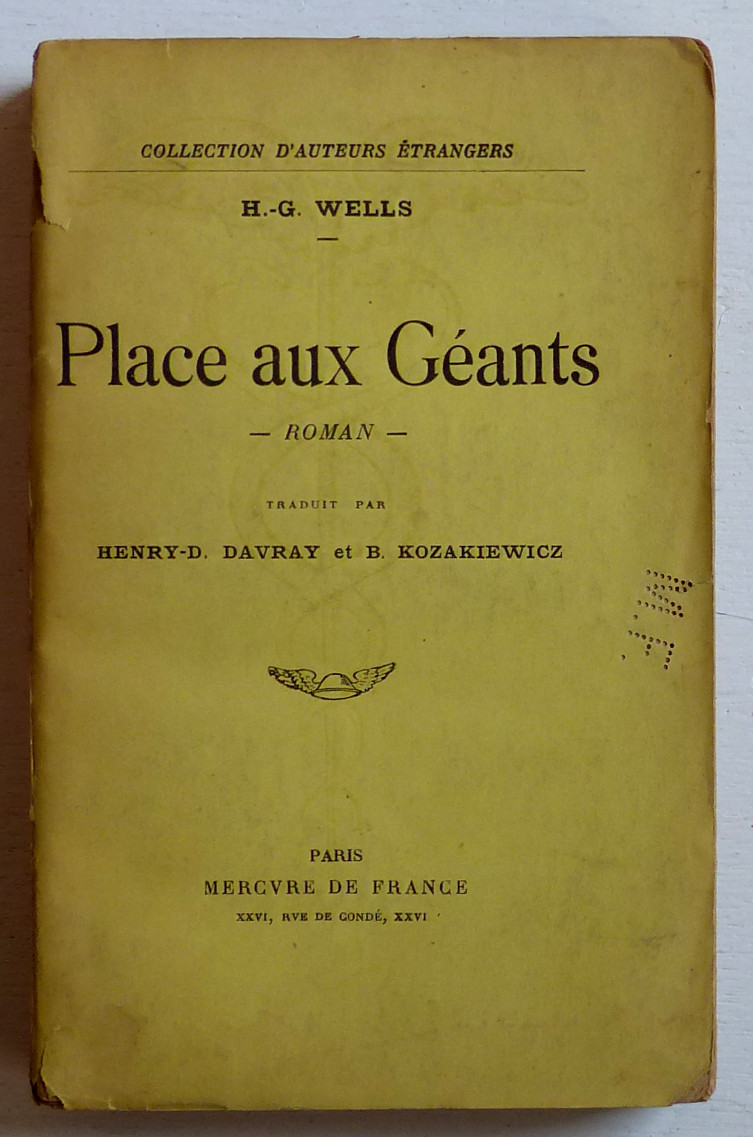 COLLECTION D'AUTEURS ÉTRANGERS
H.-G. WELLS
—
Place aux Géants
— ROMAN —
TRADUIT PAR
HENRY-D. DAVRAY et B. KOZAKIEWICZ
PARIS
MERCVRE DE FRANCE
XXVI, RVE DE CONDÉ, XXVI